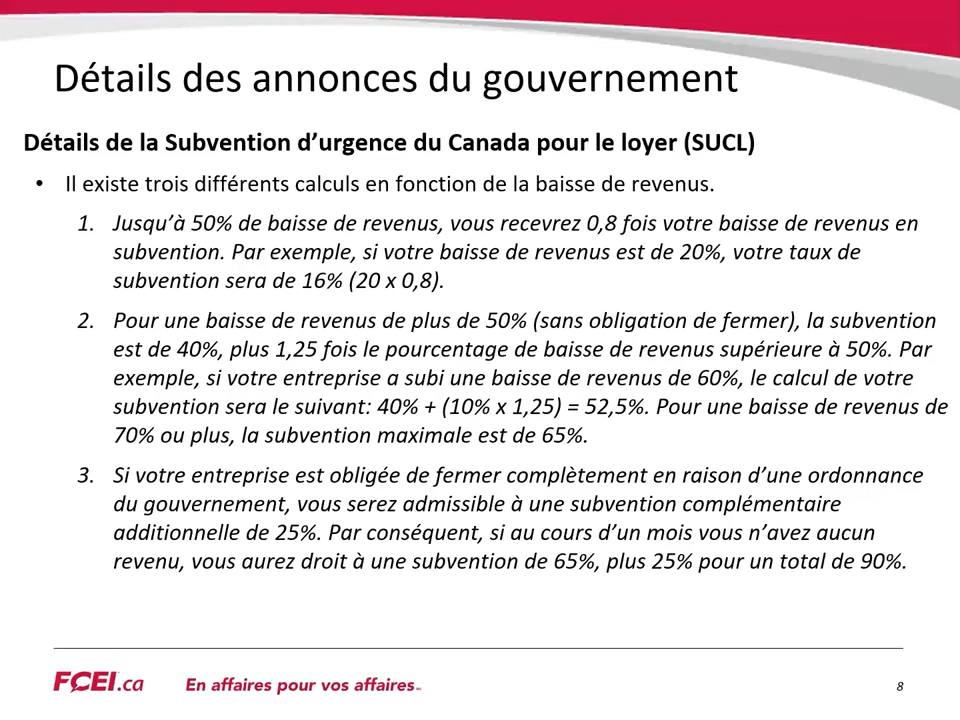 Détails des annonces du gouvernement
Détails de la Subvention d’urgence du Canada pour le loyer (SUCL)
• Il existe trois différents calculs en fonction de la baisse de revenus.
1. Jusqu’à 50% de baisse de revenus, vous recevrez 0,8 fois votre baisse de revenus en
subvention. Par exemple, si votre baisse de revenus est de 20%, votre taux de
subvention sera de 16% (20 x 0,8).
2. Pour une baisse de revenus de plus de 50% (sans obligation de fermer), la subvention
est de 40%, plus 1,25 fois le pourcentage de baisse de revenus supérieure à 50%. Par
exemple, si votre entreprise a subi une baisse de revenus de 60%, le calcul de votre
subvention sera le suivant: 40% + (10% x 1,25) = 52,5%. Pour une baisse de revenus de
70% ou plus, la subvention maximale est de 65%.
3. Si votre entreprise est obligée de fermer complètement en raison d’une ordonnance
du gouvernement, vous serez admissible à une subvention complémentaire
additionnelle de 25%. Par conséquent, si au cours d’un mois vous n’avez aucun
revenu, vous aurez droit à une subvention de 65%, plus 25% pour un total de 90%.
FCEI.ca En affaires pour vos affaires. 8